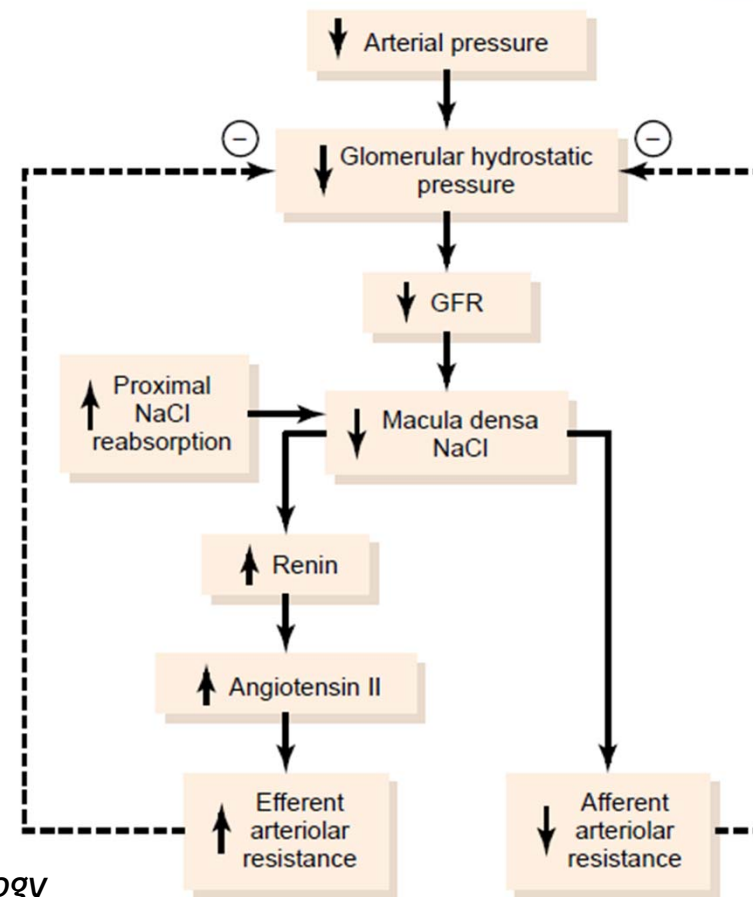 Arterial pressure
−
−
Glomerular hydrostatic
pressure
GFR
Proximal
NaCl
reabsorption
Macula densa
NaCl
Renin
Angiotensin II
Efferent
arteriolar
resistance
Afferent
arteriolar
resistance